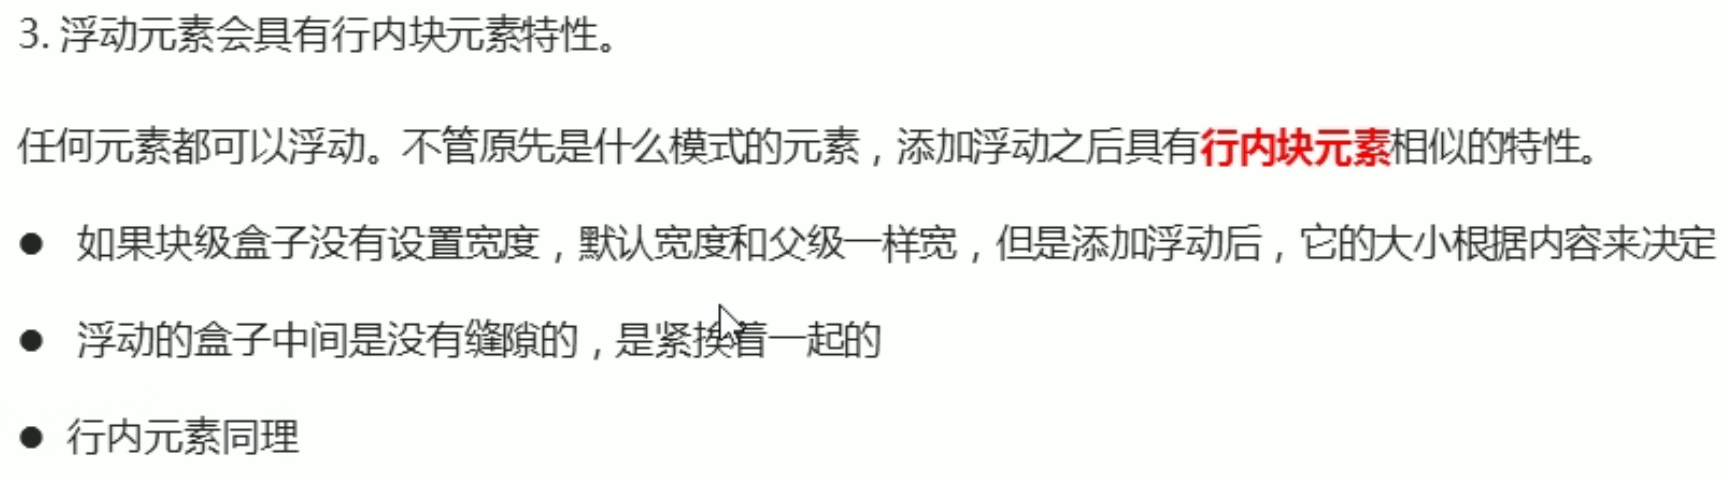 3. 浮动元素会具有行内块元素特性。
任何元素都可以浮动。不管原先是什么模式的元素，添加浮动之后具有行内块元素相似的特性。
● 如果块级盒子没有设置宽度，默认宽度和父级一样宽，但是添加浮动后，它的大小根据内容来决定
● 浮动的盒子中间是没有缝隙的，是紧挨着一起的
● 行内元素同理